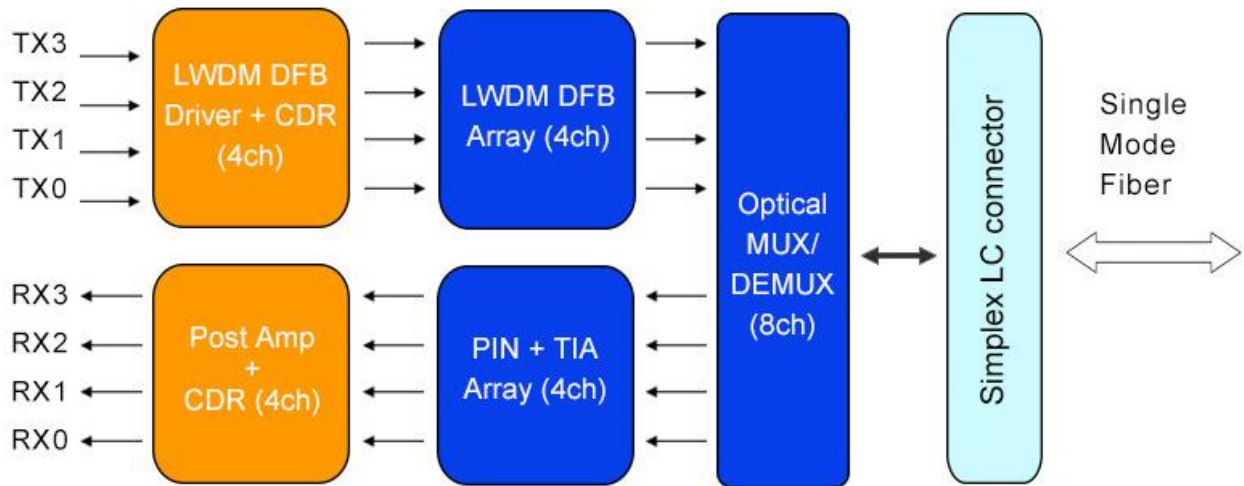 TX3
TX2
TX1
TX0
LWDM DFB
Driver + CDR
(4ch)
LWDM DFB
Array (4ch)
RX3
RX2
RX1
RX0
Post Amp
+
CDR (4ch)
PIN + TIA
Array (4ch)
Optical
MUX/
DEMUX
(8ch)
Simplex LC connector
Single
Mode
Fiber